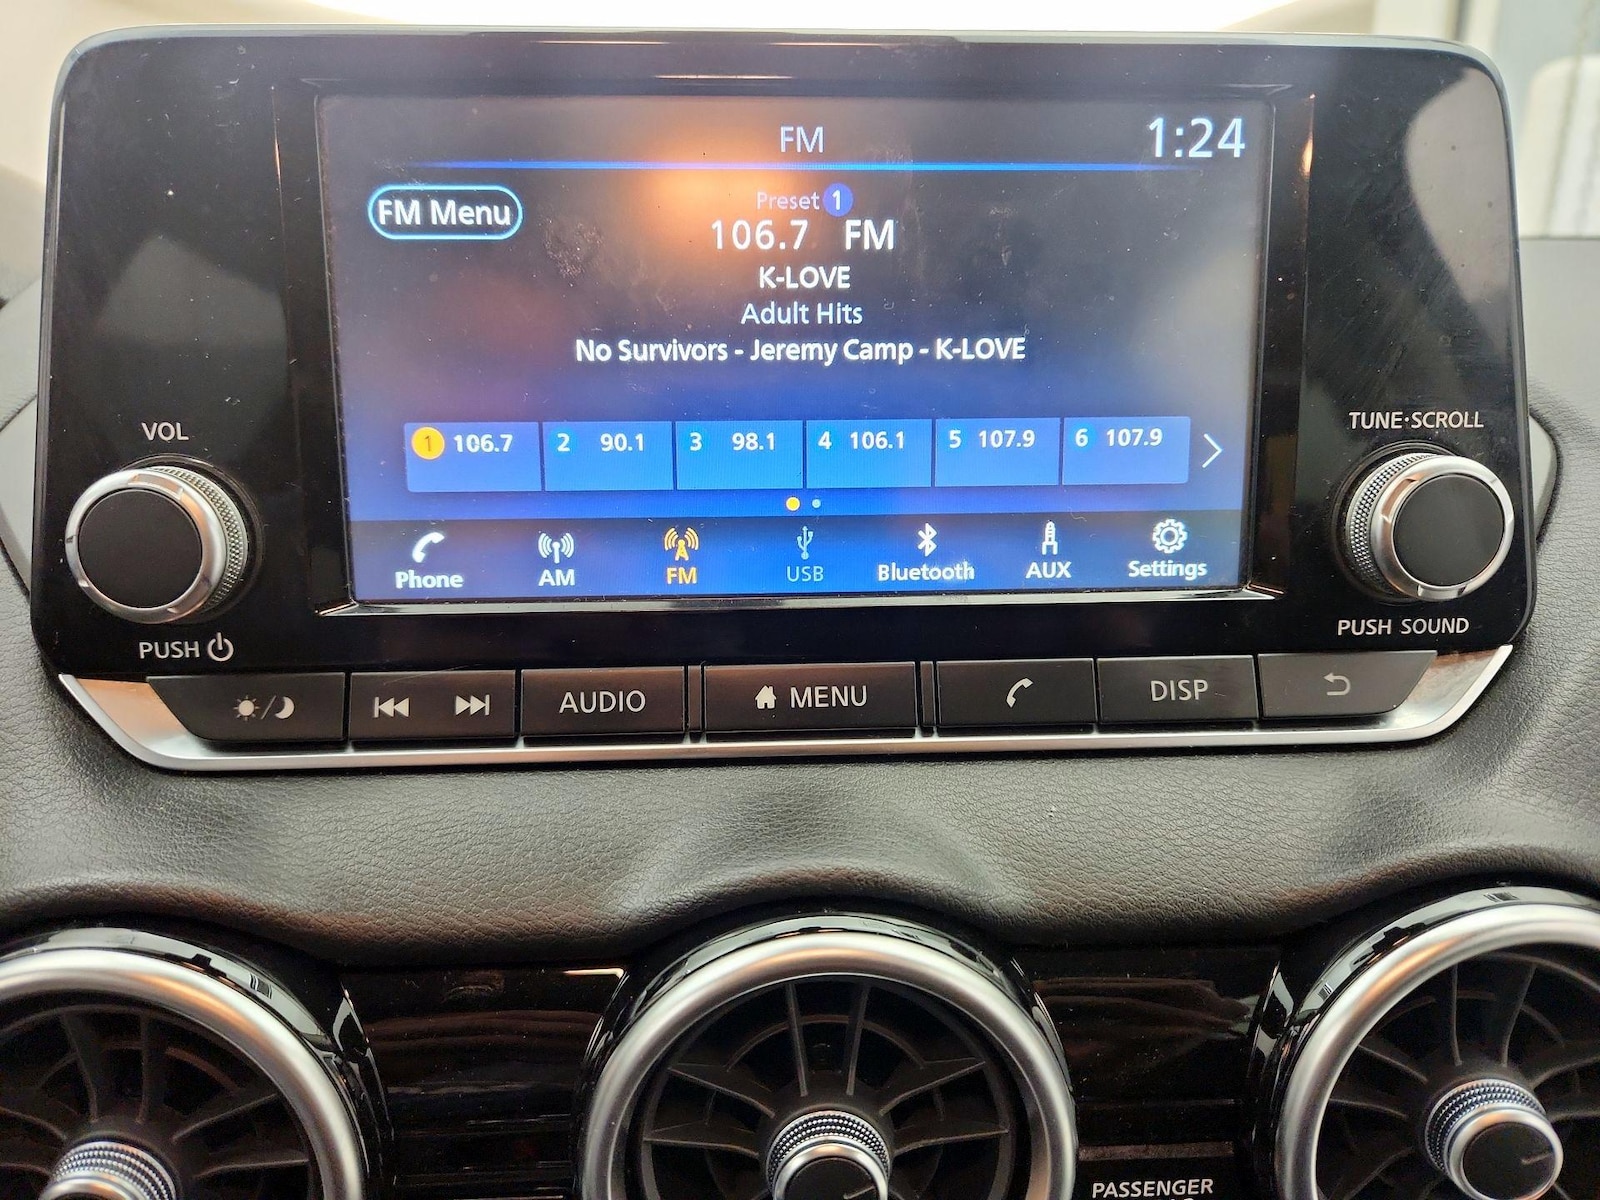 FM
1:24
FM Menu
Preset 1
106.7 FM
K-LOVE
Adult Hits
No Survivors - Jeremy Camp - K-LOVE
1 106.7 2 90.1 3 98.1 4 106.1 5 107.9 6 107.9
Phone AM FM USB Bluetooth AUX Settings
VOL
PUSH
TUNE·SCROLL
PUSH SOUND
AUDIO MENU DISP
PASSENGER